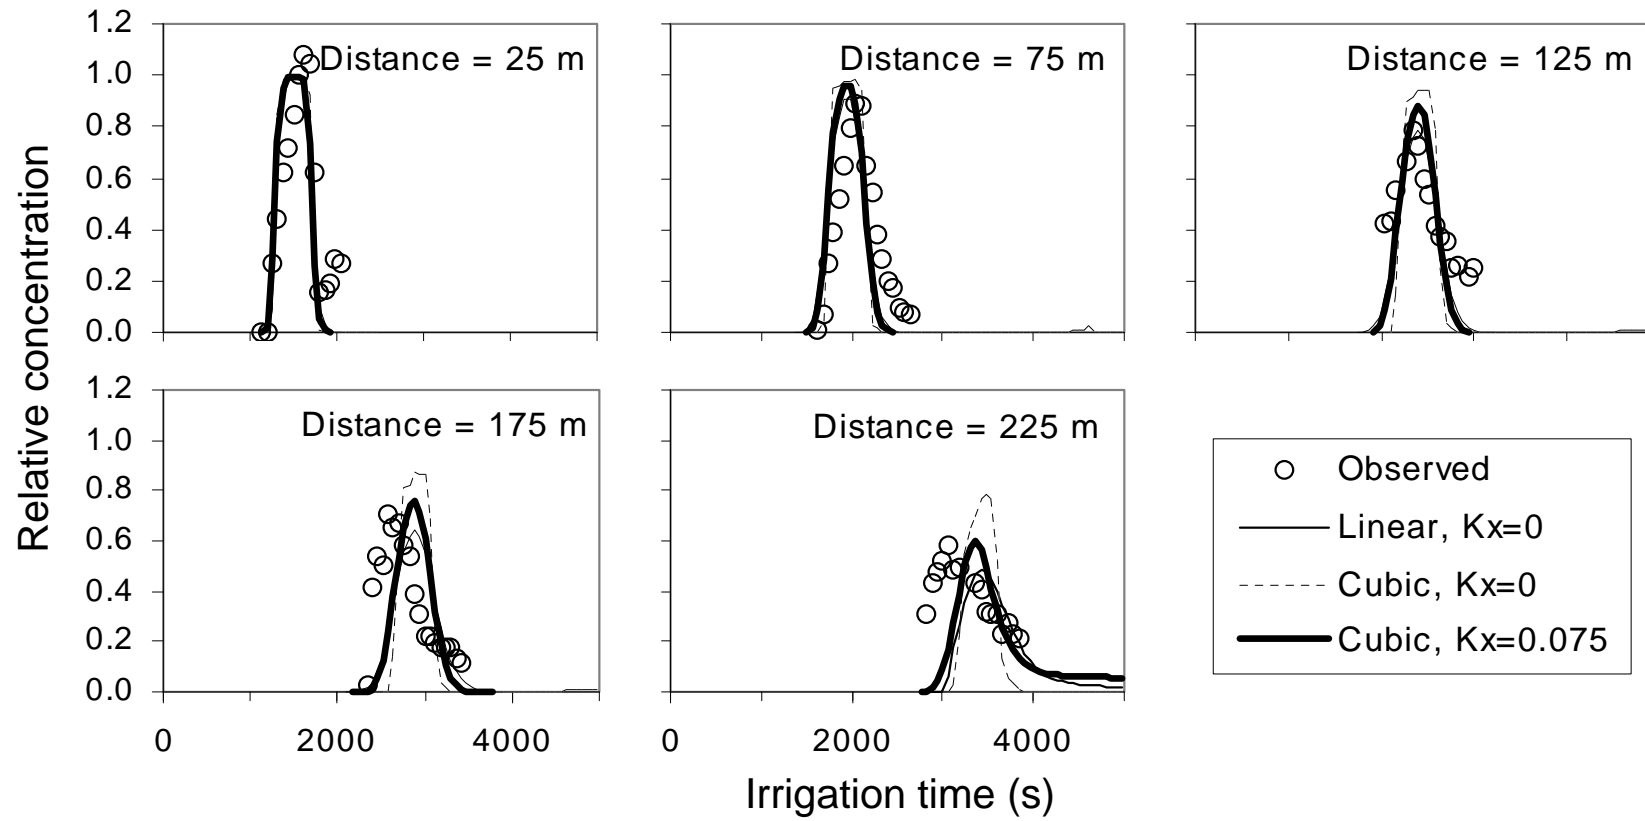 Relative concentration
1.2
1.0
0.8
0.6
0.4
0.2
0.0
Distance = 25 m
Distance = 75 m
Distance = 125 m
1.2
1.0
0.8
0.6
0.4
0.2
0.0
Distance = 175 m
Distance = 225 m
0 2000 4000
0 2000 4000
Irrigation time (s)
Observed
Linear, Kx=0
Cubic, Kx=0
Cubic, Kx=0.075